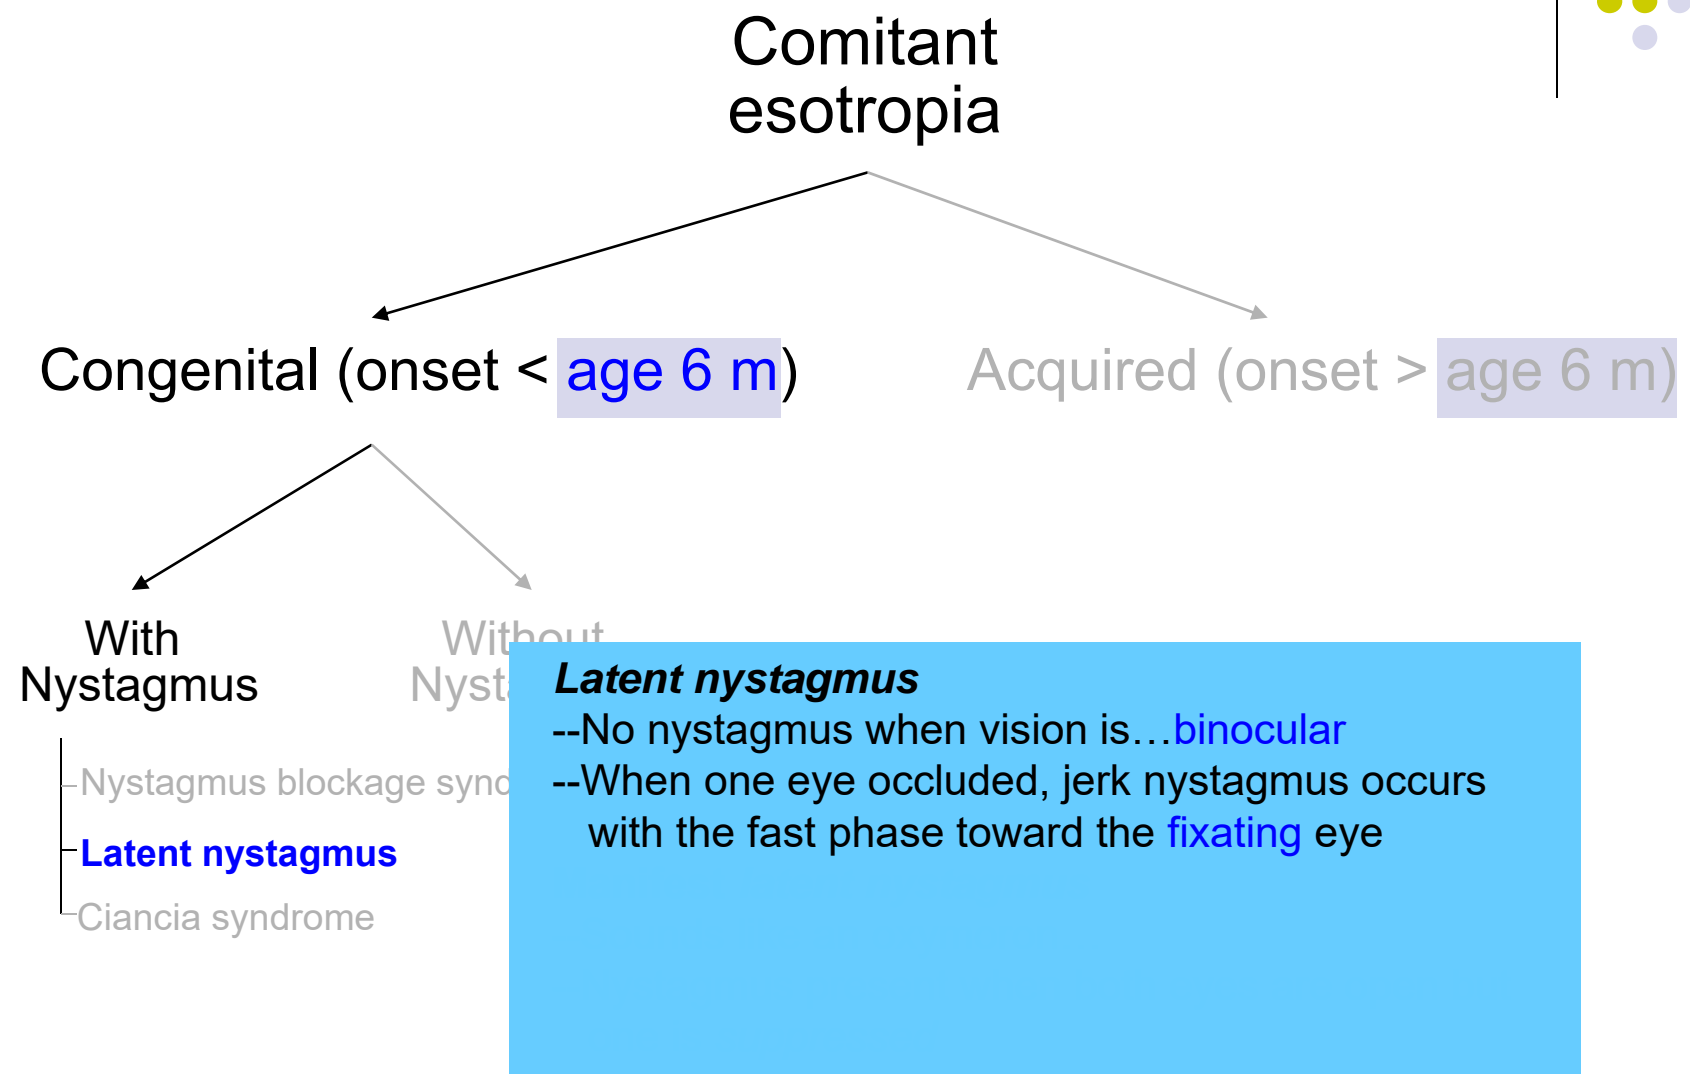 Comitant
esotropia
Congenital (onset < age 6 m)
Acquired (onset > age 6 m)
With
Nystagmus
Without
Latent nystagmus
--No nystagmus when vision is…binocular
--When one eye occluded, jerk nystagmus occurs
with the fast phase toward the fixating eye
Nystagmus blockage
Latent nystagmus
Ciancia syndrome